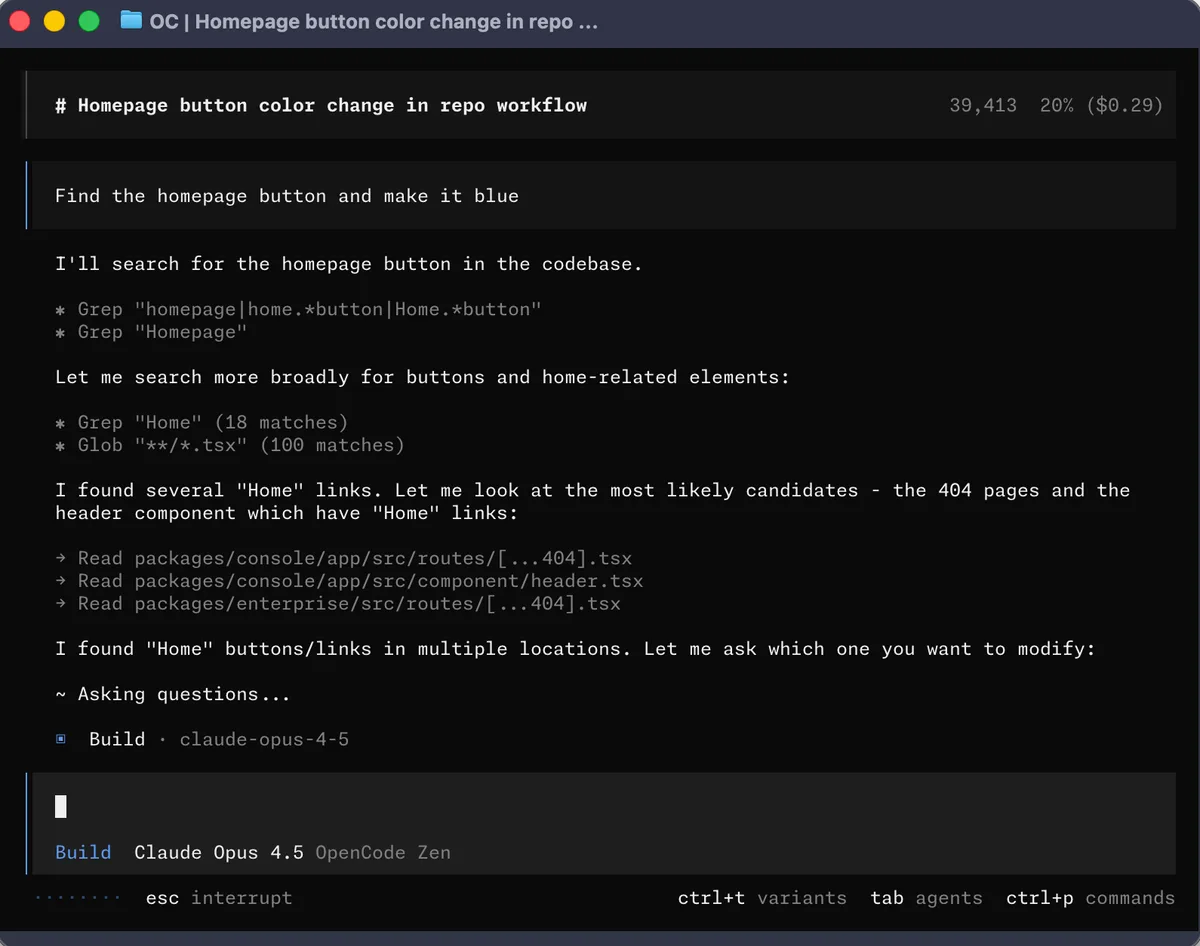 OC | Homepage button color change in repo ...
# Homepage button color change in repo workflow 39,413 20% ($0.29)
Find the homepage button and make it blue
I'll search for the homepage button in the codebase.
✱ Grep "homepage|home.*button|Home.*button"
✱ Grep "Homepage"
Let me search more broadly for buttons and home-related elements:
✱ Grep "Home" (18 matches)
✱ Glob "**/*.tsx" (100 matches)
I found several "Home" links. Let me look at the most likely candidates - the 404 pages and the
header component which have "Home" links:
→ Read packages/console/app/src/routes/[...404].tsx
→ Read packages/console/app/src/component/header.tsx
→ Read packages/enterprise/src/routes/[...404].tsx
I found "Home" buttons/links in multiple locations. Let me ask which one you want to modify:
~ Asking questions...
▣ Build · claude-opus-4-5
Build Claude Opus 4.5 OpenCode Zen
esc interrupt ctrl+t variants tab agents ctrl+p commands